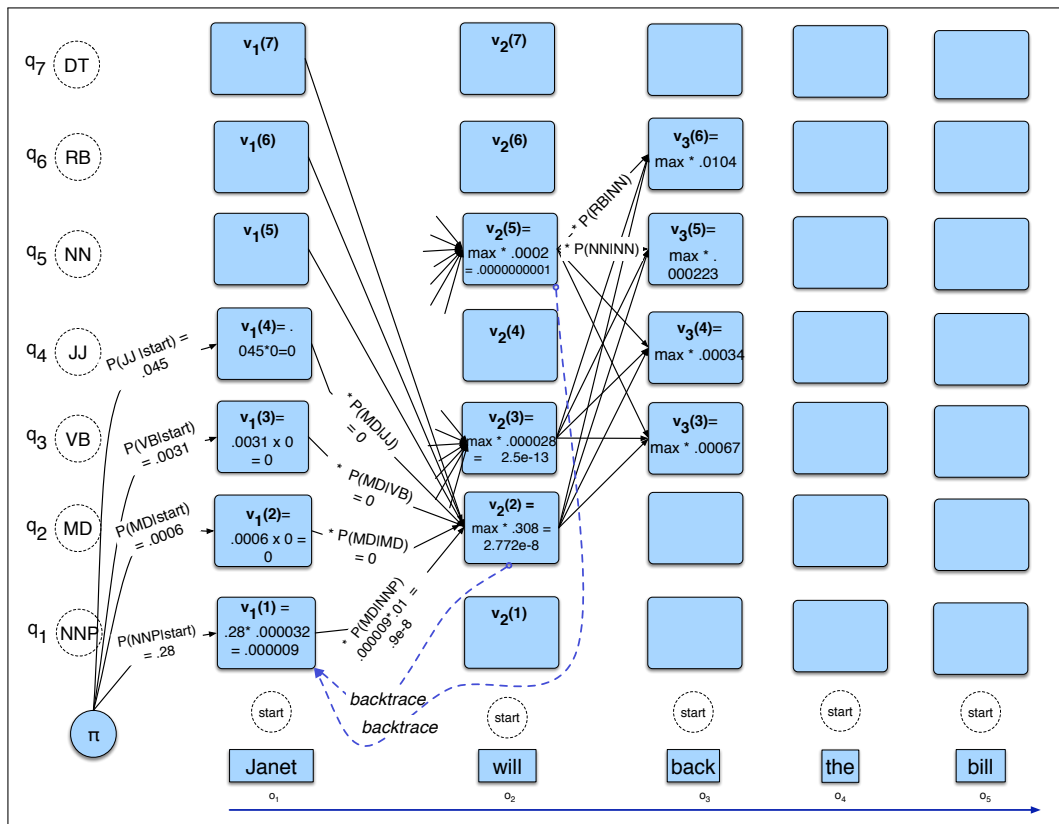 q7 DT
v1(7)
v2(7)
q6 RB
v1(6)
v2(6)
v3(6)=
max * .0104
* P(RB|NN)
q5 NN
v1(5)
v2(5)=
max * .0002
= .0000000001
* P(NN|NN)
v3(5)=
max * .
000223
q4 JJ
P(JJ |start) =
.045
v1(4)= .
045*0=0
* P(MD|JJ)
= 0
v2(4)
v3(4)=
max * .00034
q3 VB
P(VB|start)
= .0031
v1(3)=
.0031 x 0
= 0
* P(MD|VB)
= 0
v2(3)=
max * .000028
= 2.5e-13
v3(3)=
max * .00067
q2 MD
P(MD|start)
= .0006
v1(2)=
.0006 x 0 =
0
* P(MD|MD)
= 0
v2(2) =
max * .308 =
2.772e-8
q1 NNP
P(NNP|start)
= .28
v1(1) =
.28* .000032
= .000009
* P(MD|NNP)
.000009*.01 =
.9e-8
v2(1)
backtrace
backtrace
π
start
start
start
start
start
Janet
will
back
the
bill
o1
o2
o3
o4
o5